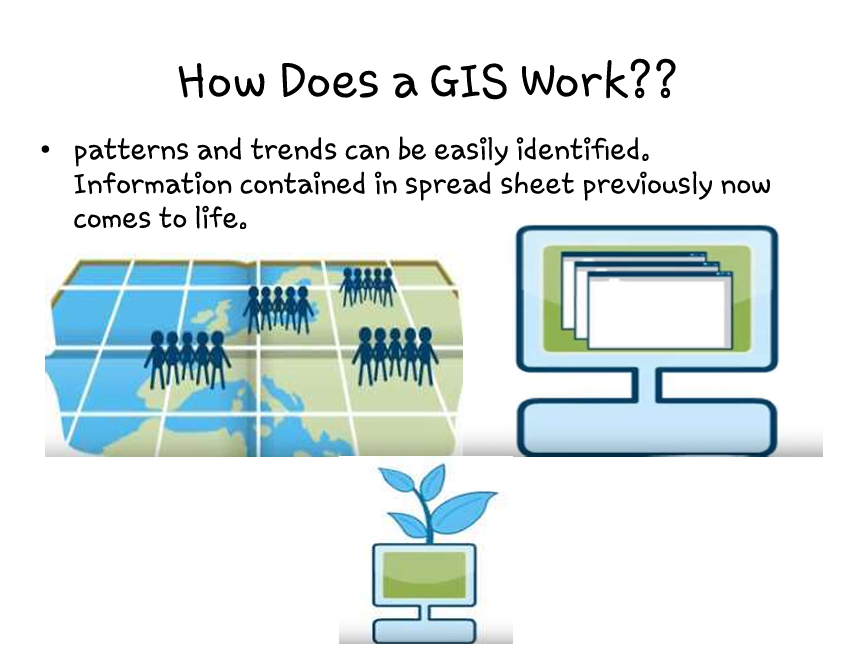 How Does a GIS Work??
• patterns and trends can be easily identified.
Information contained in spread sheet previously now
comes to life.